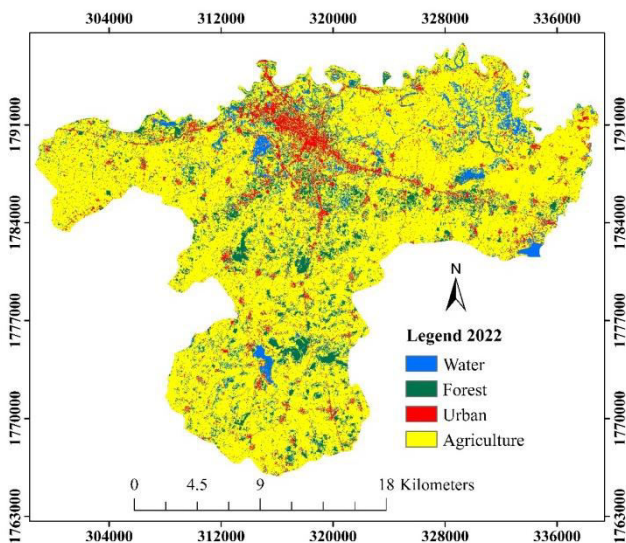 304000 312000 320000 328000 336000
1791000 1791000
1784000 1784000
1777000 1777000
N
Legend 2022
Water
Forest
Urban
Agriculture
1770000 1770000
0 4.5 9 18 Kilometers
1763000 1763000
304000 312000 320000 328000 336000